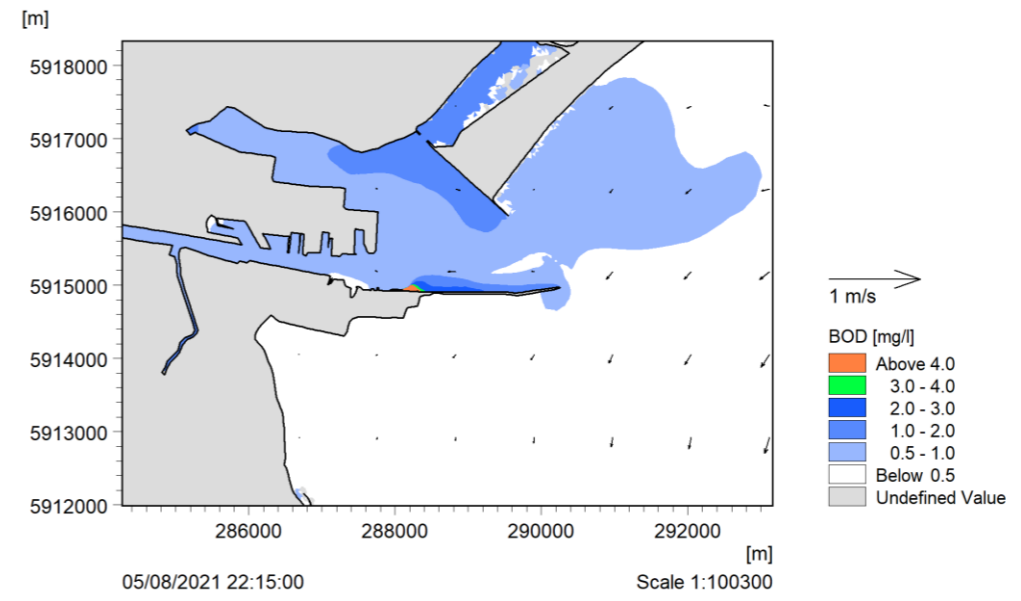 [m]
5918000
5917000
5916000
5915000
5914000
5913000
5912000
286000 288000 290000 292000
[m]
05/08/2021 22:15:00 Scale 1:100300
1 m/s
BOD [mg/l]
Above 4.0
3.0 - 4.0
2.0 - 3.0
1.0 - 2.0
0.5 - 1.0
Below 0.5
Undefined Value